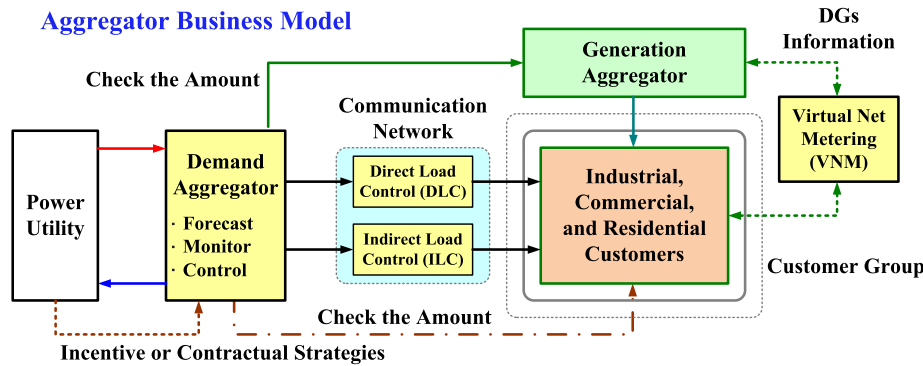 Aggregator Business Model
DGs
Information
Generation
Aggregator
Check the Amount
Communication
Network
Virtual Net
Metering
(VNM)
Power
Utility
Demand
Aggregator
· Forecast
· Monitor
· Control
Direct Load
Control (DLC)
Indirect Load
Control (ILC)
Industrial,
Commercial,
and Residential
Customers
Customer Group
Check the Amount
Incentive or Contractual Strategies